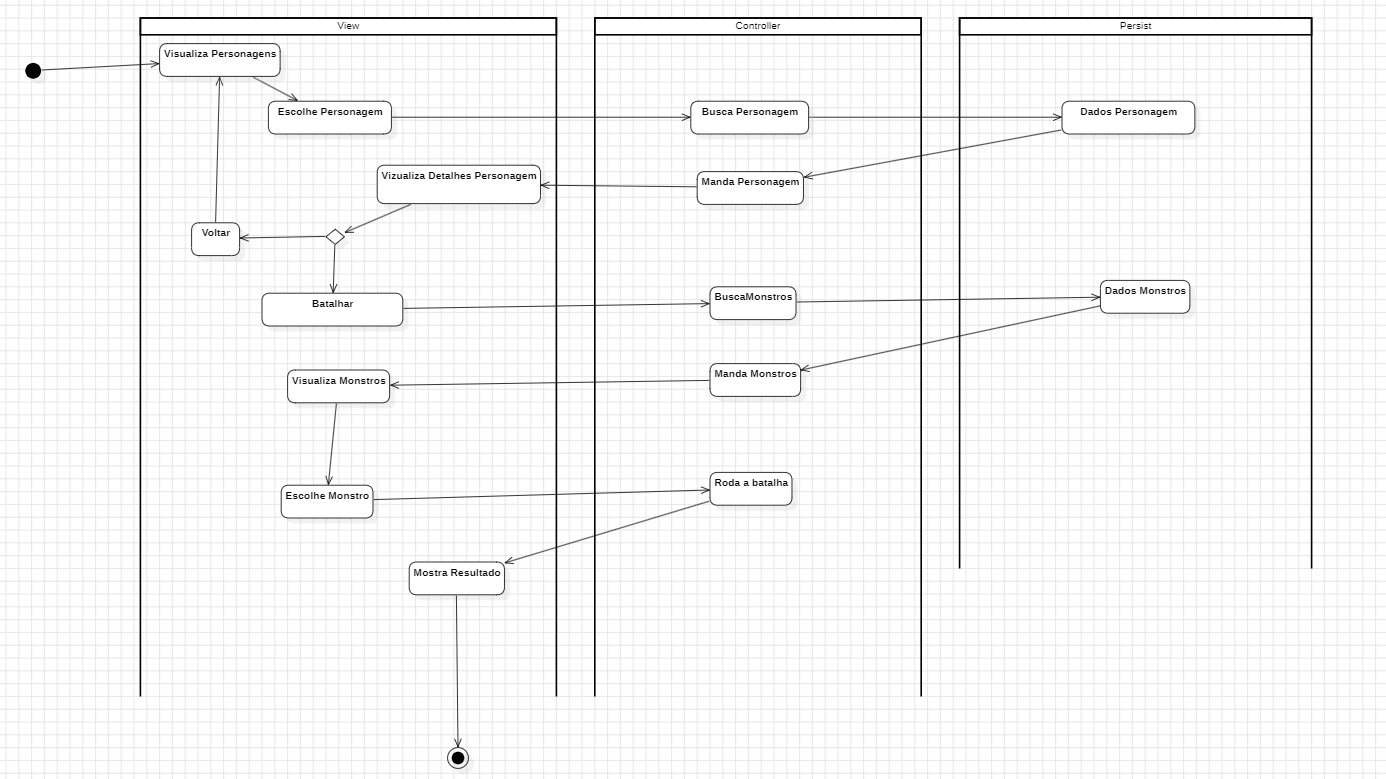 View
Controller
Persist
Visualiza Personagens
Escolhe Personagem
Busca Personagem
Dados Personagem
Vizualiza Detalhes Personagem
Manda Personagem
Voltar
Batalhar
BuscaMonstros
Dados Monstros
Visualiza Monstros
Manda Monstros
Escolhe Monstro
Roda a batalha
Mostra Resultado